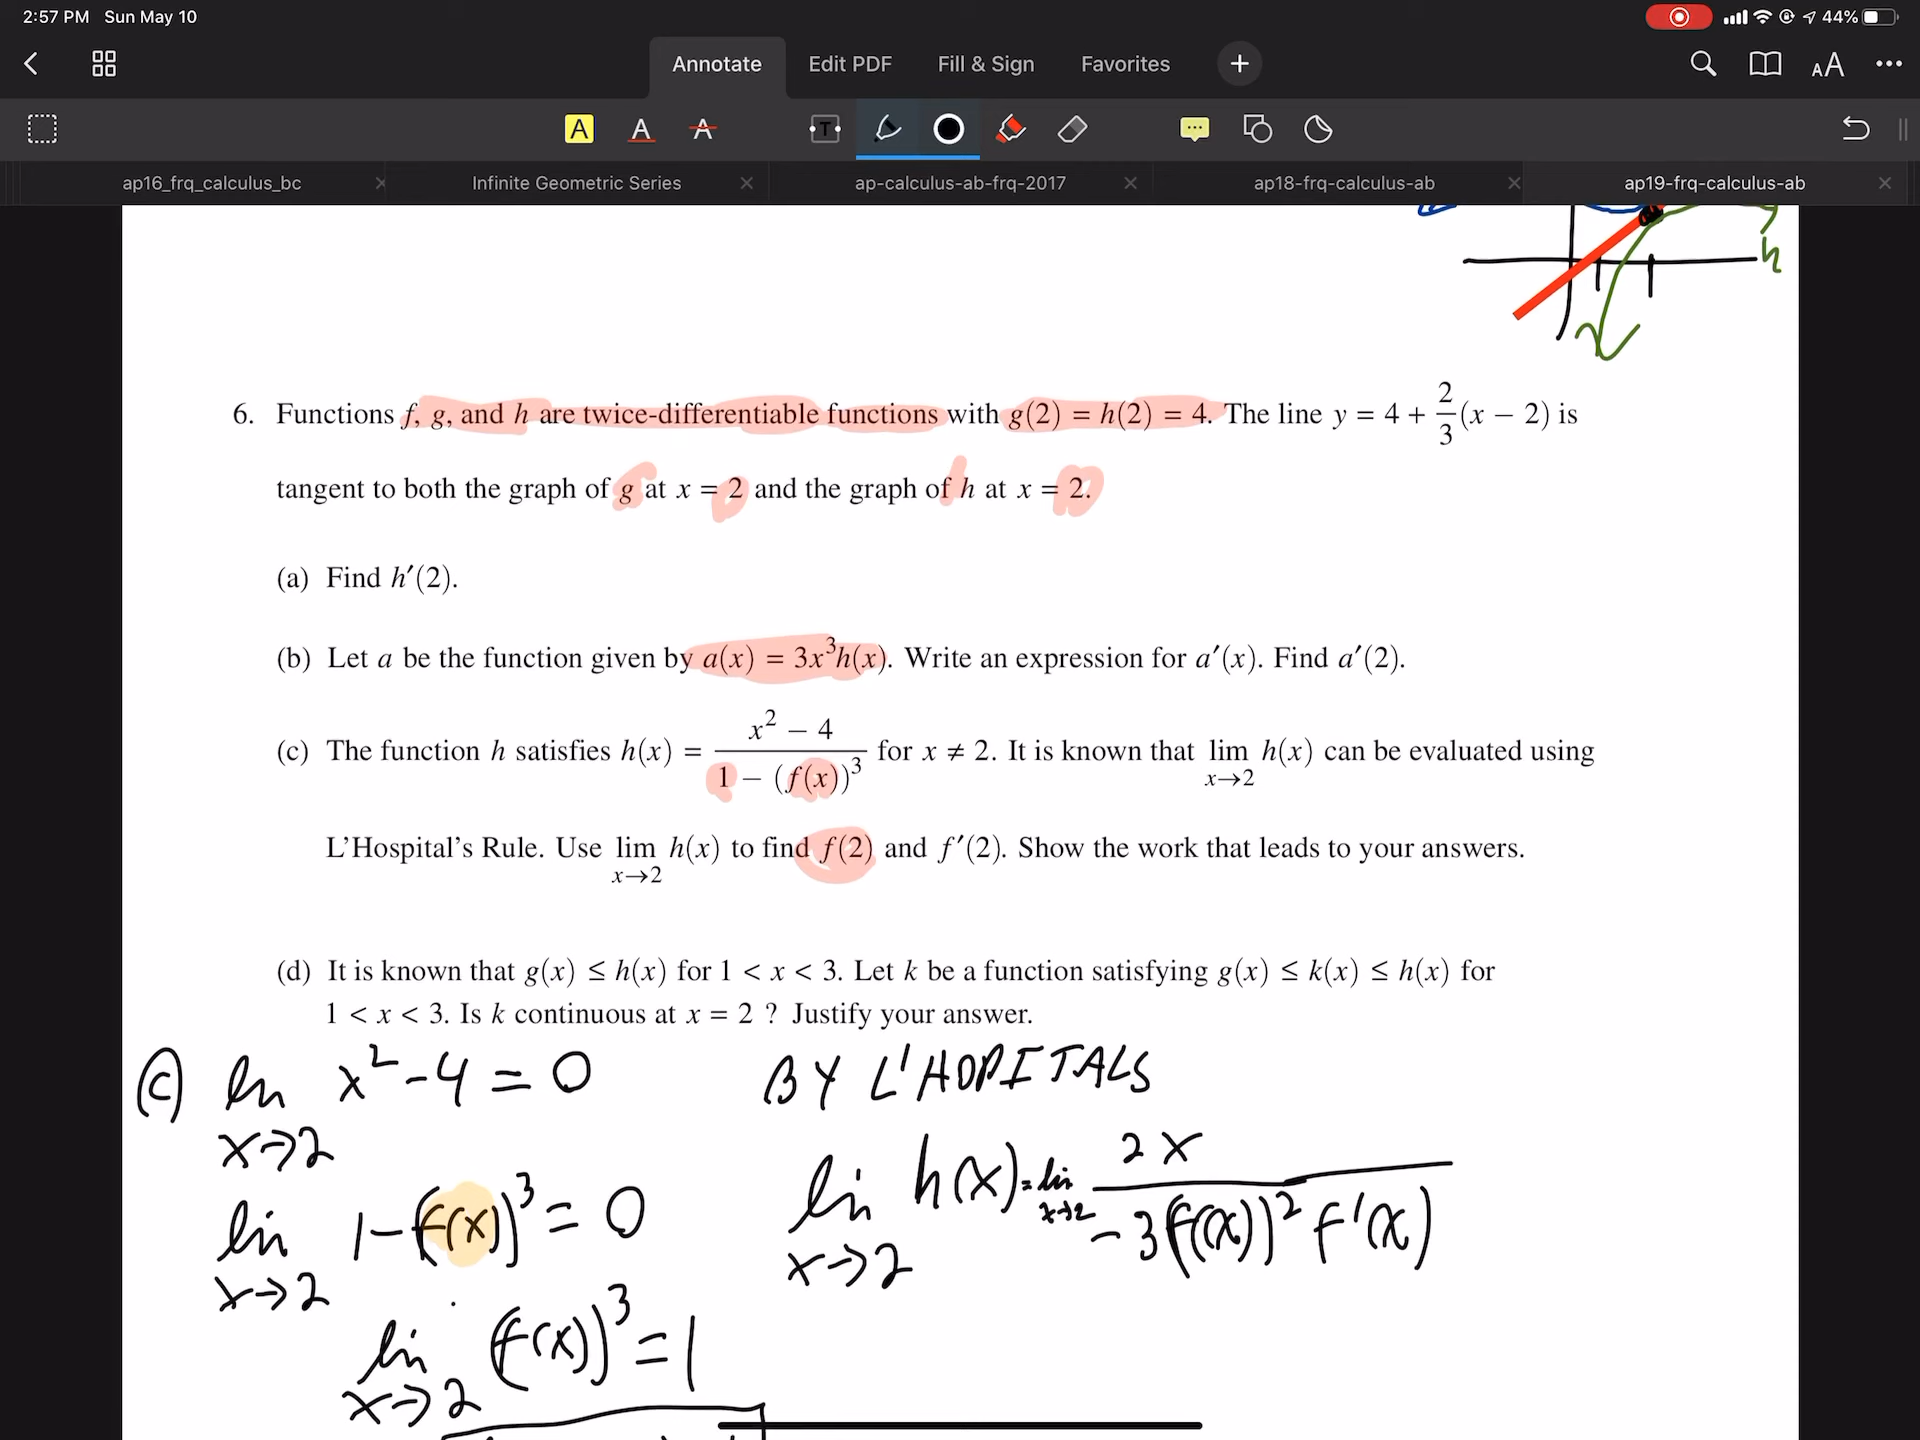 2:57 PM Sun May 10
44%
Annotate Edit PDF Fill & Sign Favorites +
A A A T AA
ap16_frq_calculus_bc × Infinite Geometric Series × ap-calculus-ab-frq-2017 × ap18-frq-calculus-ab × ap19-frq-calculus-ab ×
h
6. Functions f, g, and h are twice-differentiable functions with g(2) = h(2) = 4. The line y = 4 + 2/3(x − 2) is
tangent to both the graph of g at x = 2 and the graph of h at x = 2.
(a) Find h′(2).
(b) Let a be the function given by a(x) = 3x³h(x). Write an expression for a′(x). Find a′(2).
(c) The function h satisfies h(x) = (x² − 4)/(1 − (f(x))³) for x ≠ 2. It is known that lim x→2 h(x) can be evaluated using
L’Hospital’s Rule. Use lim x→2 h(x) to find f(2) and f′(2). Show the work that leads to your answers.
(d) It is known that g(x) ≤ h(x) for 1 < x < 3. Let k be a function satisfying g(x) ≤ k(x) ≤ h(x) for
1 < x < 3. Is k continuous at x = 2 ? Justify your answer.
(c) lim x→2 x² - 4 = 0
lim x→2 1 - (f(x))³ = 0
lim x→2 (f(x))³ = 1
BY L'HOPITALS
lim x→2 h(x) = lim x→2 2x / -3(f(x))² f'(x)